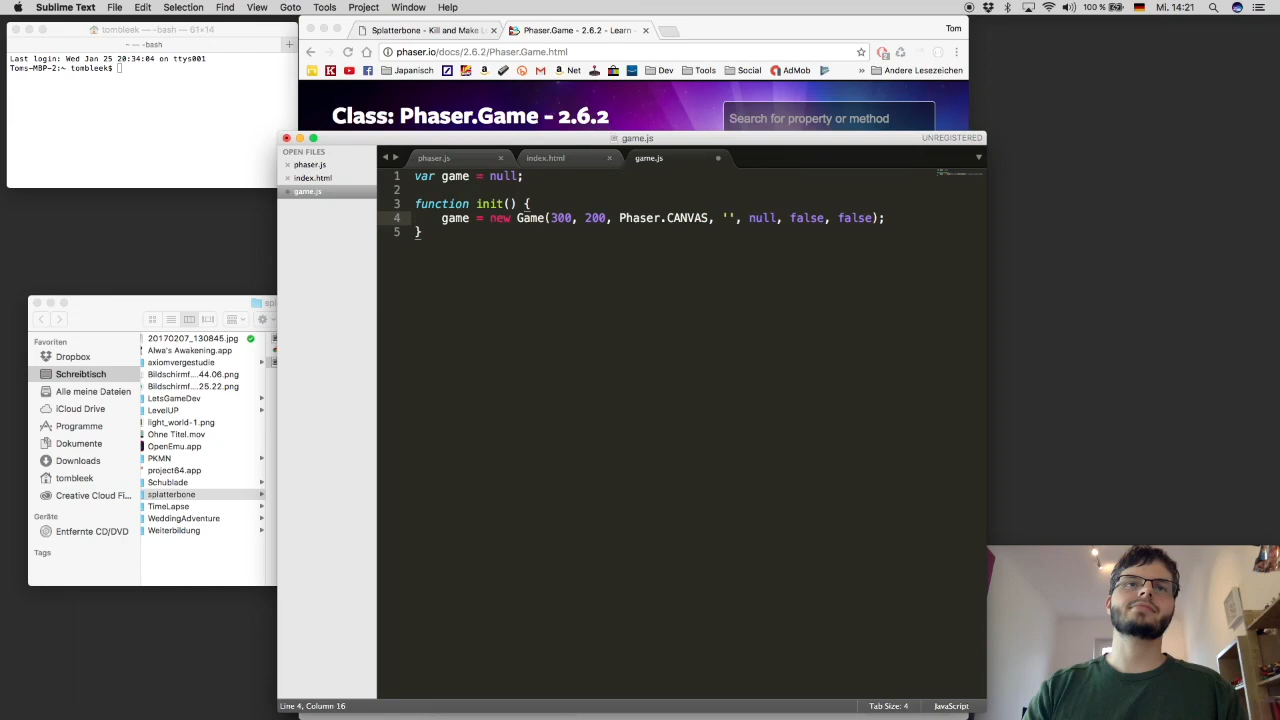 Sublime Text File Edit Selection Find View Goto Tools Project Window Help
100 % Mi. 14:21
tombleek — -bash — 61×14
~ — -bash
Last login: Wed Jan 25 20:34:04 on ttys001
Toms-MBP-2:~ tombleek$
Splatterbone - Kill and Make L
Phaser.Game - 2.6.2 - Learn -
Tom
phaser.io/docs/2.6.2/Phaser.Game.html
Japanisch Net Dev Tools Social AdMob » Andere Lesezeichen
Class: Phaser.Game - 2.6.2
Search for property or method
game.js
UNREGISTERED
OPEN FILES
phaser.js
index.html
game.js
phaser.js
index.html
game.js
1 var game = null;
2
3 function init() {
4 game = new Game(300, 200, Phaser.CANVAS, '', null, false, false);
5 }
Line 4, Column 16
Tab Size: 4
JavaScript
Favoriten
Dropbox
Schreibtisch
Alle meine Dateien
iCloud Drive
Programme
Dokumente
Downloads
tombleek
Creative Cloud Fi...
Geräte
Entfernte CD/DVD
Tags
20170207_130845.jpg
Alwa's Awakening.app
axiomvergestudie
Bildschirmf....44.06.png
Bildschirmf....25.22.png
LetsGameDev
LevelUP
light_world-1.png
Ohne Titel.mov
OpenEmu.app
PKMN
project64.app
Schublade
splatterbone
TimeLapse
WeddingAdventure
Weiterbildung